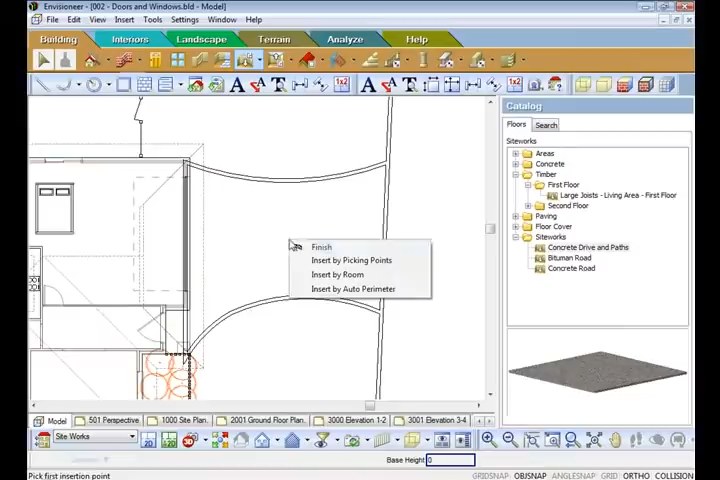 Envisioneer - [002 - Doors and Windows.bld - Model]
File Edit View Insert Tools Settings Window Help
Building Interiors Landscape Terrain Analyze Help
Catalog
Floors Search
Siteworks
Areas
Concrete
Timber
First Floor
Large Joists - Living Area - First Floor
Second Floor
Paving
Floor Cover
Siteworks
Concrete Drive and Paths
Bituman Road
Concrete Road
Finish
Insert by Picking Points
Insert by Room
Insert by Auto Perimeter
Model 501 Perspective 1000 Site Plan. 2001 Ground Floor Plan. 3000 Elevation 1-2 3001 Elevation 3-4
Site Works 2D 3D
Base Height 0
Pick first insertion point GRIDSNAP OBJSNAP ANGLESNAP GRID ORTHO COLLISION